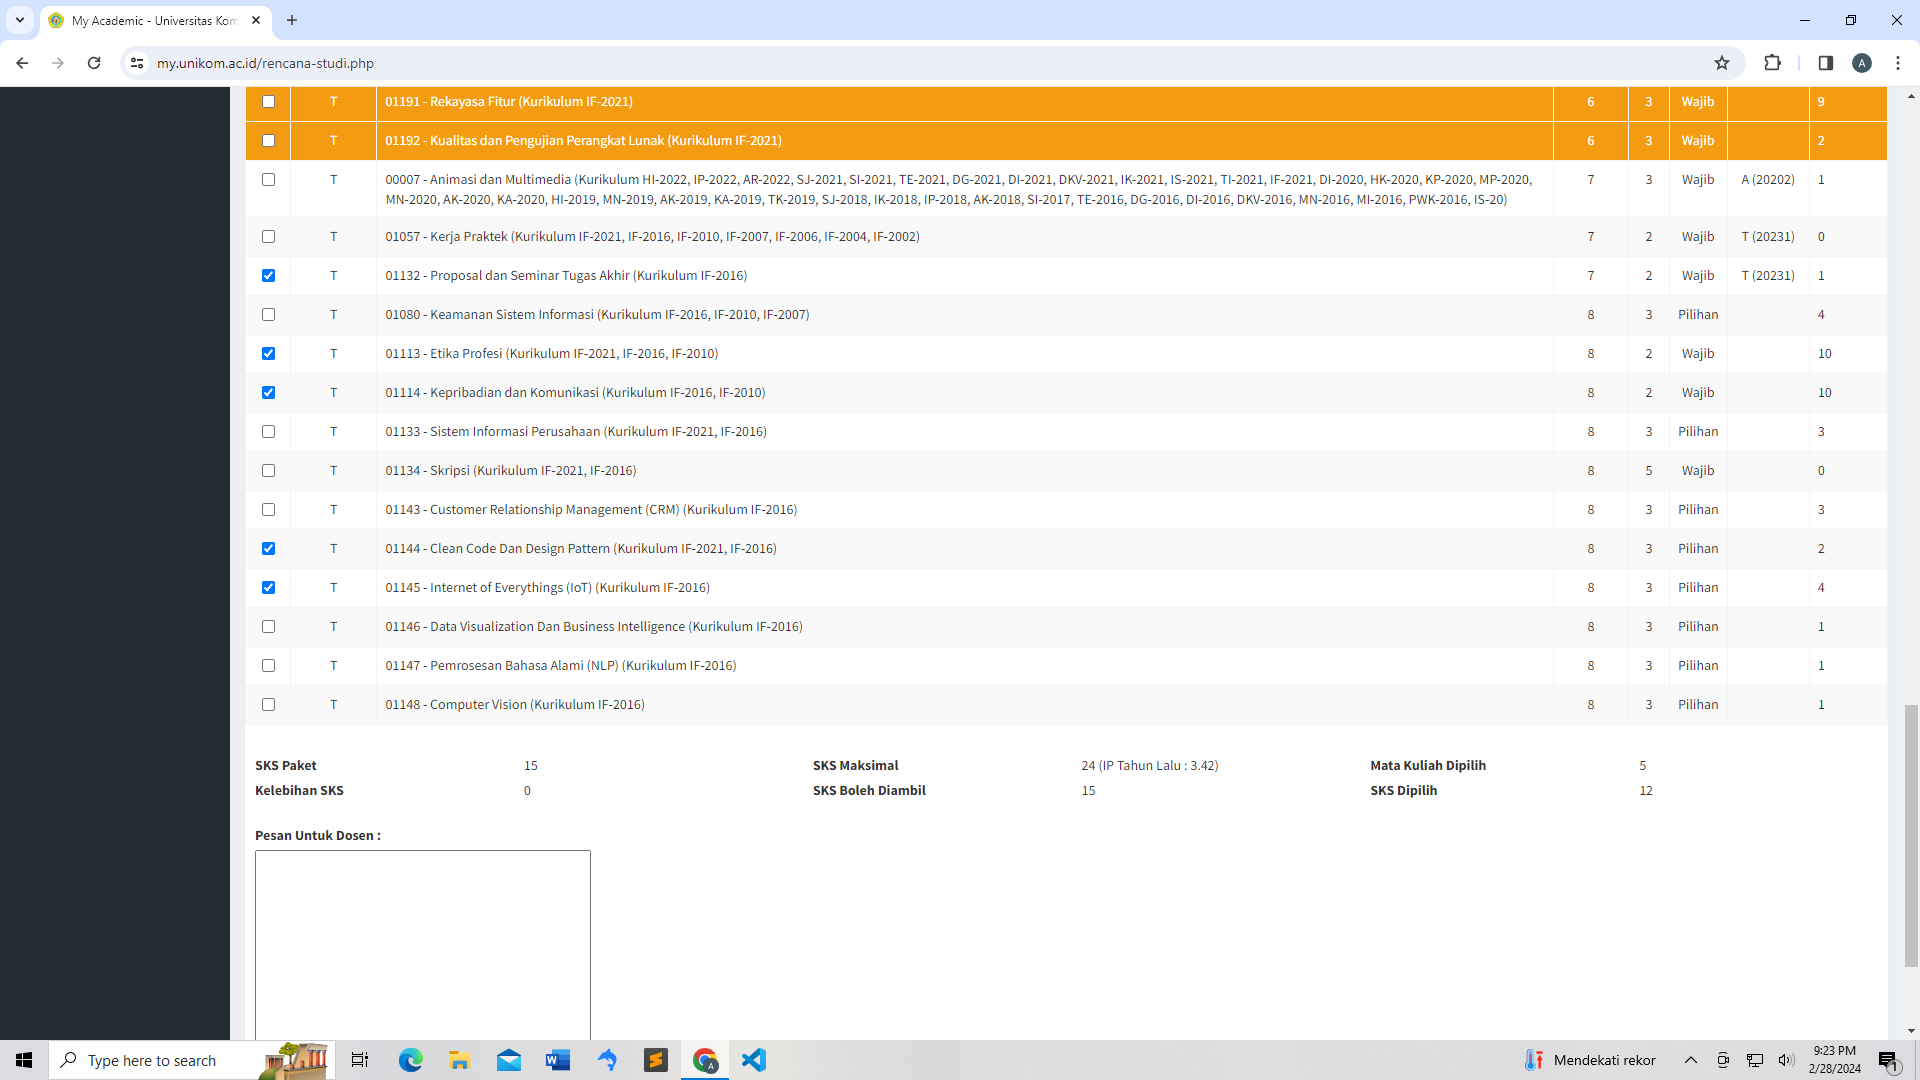 My Academic - Universitas Kom
my.unikom.ac.id/rencana-studi.php
A
T 01191 - Rekayasa Fitur (Kurikulum IF-2021) 6 3 Wajib 9
T 01192 - Kualitas dan Pengujian Perangkat Lunak (Kurikulum IF-2021) 6 3 Wajib 2
T 00007 - Animasi dan Multimedia (Kurikulum HI-2022, IP-2022, AR-2022, SJ-2021, SI-2021, TE-2021, DG-2021, DI-2021, DKV-2021, IK-2021, IS-2021, TI-2021, IF-2021, DI-2020, HK-2020, KP-2020, MP-2020, 7 3 Wajib A (20202) 1
MN-2020, AK-2020, KA-2020, HI-2019, MN-2019, AK-2019, KA-2019, TK-2019, SJ-2018, IK-2018, IP-2018, AK-2018, SI-2017, TE-2016, DG-2016, DI-2016, DKV-2016, MN-2016, MI-2016, PWK-2016, IS-20)
T 01057 - Kerja Praktek (Kurikulum IF-2021, IF-2016, IF-2010, IF-2007, IF-2006, IF-2004, IF-2002) 7 2 Wajib T (20231) 0
T 01132 - Proposal dan Seminar Tugas Akhir (Kurikulum IF-2016) 7 2 Wajib T (20231) 1
T 01080 - Keamanan Sistem Informasi (Kurikulum IF-2016, IF-2010, IF-2007) 8 3 Pilihan 4
T 01113 - Etika Profesi (Kurikulum IF-2021, IF-2016, IF-2010) 8 2 Wajib 10
T 01114 - Kepribadian dan Komunikasi (Kurikulum IF-2016, IF-2010) 8 2 Wajib 10
T 01133 - Sistem Informasi Perusahaan (Kurikulum IF-2021, IF-2016) 8 3 Pilihan 3
T 01134 - Skripsi (Kurikulum IF-2021, IF-2016) 8 5 Wajib 0
T 01143 - Customer Relationship Management (CRM) (Kurikulum IF-2016) 8 3 Pilihan 3
T 01144 - Clean Code Dan Design Pattern (Kurikulum IF-2021, IF-2016) 8 3 Pilihan 2
T 01145 - Internet of Everythings (IoT) (Kurikulum IF-2016) 8 3 Pilihan 4
T 01146 - Data Visualization Dan Business Intelligence (Kurikulum IF-2016) 8 3 Pilihan 1
T 01147 - Pemrosesan Bahasa Alami (NLP) (Kurikulum IF-2016) 8 3 Pilihan 1
T 01148 - Computer Vision (Kurikulum IF-2016) 8 3 Pilihan 1
SKS Paket 15 SKS Maksimal 24 (IP Tahun Lalu : 3.42) Mata Kuliah Dipilih 5
Kelebihan SKS 0 SKS Boleh Diambil 15 SKS Dipilih 12
Pesan Untuk Dosen :
Type here to search
Mendekati rekor
9:23 PM
2/28/2024
1